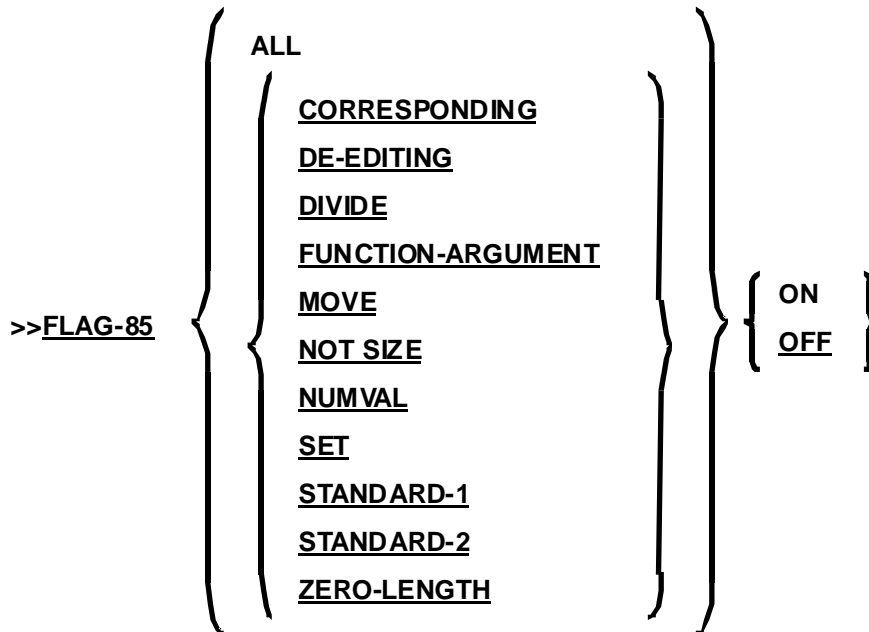 ALL
CORRESPONDING
DE-EDITING
DIVIDE
FUNCTION-ARGUMENT
MOVE
NOT SIZE
NUMVAL
SET
STANDARD-1
STANDARD-2
ZERO-LENGTH
>>FLAG-85
ON
OFF